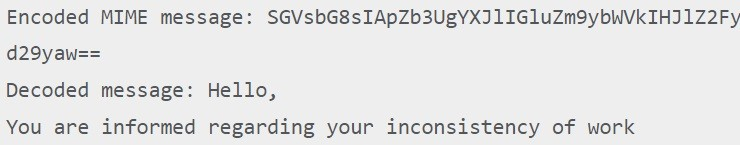 Encoded MIME message: SGVsbG8sIApZb3UgYXJlIGluZm9ybWVkIHJlZ2Fy
d29yaw==
Decoded message: Hello,
You are informed regarding your inconsistency of work